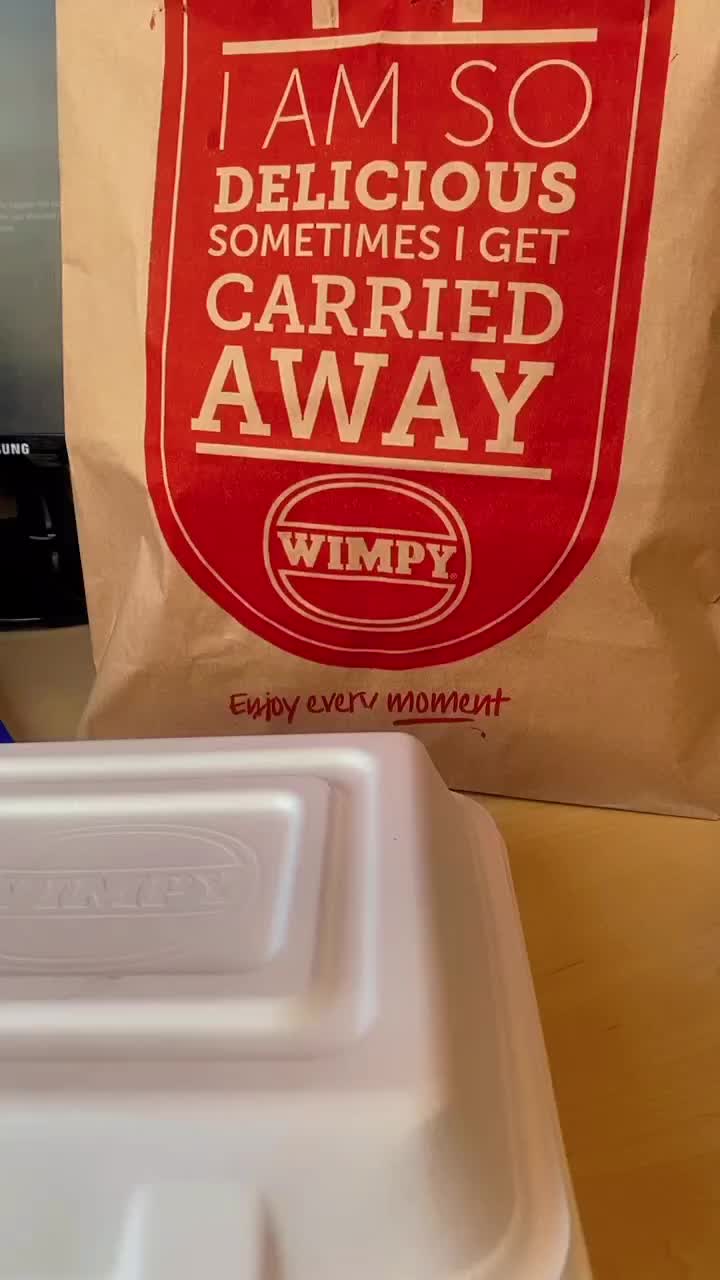 I AM SO
DELICIOUS
SOMETIMES I GET
CARRIED
AWAY
WIMPY
Enjoy every moment
WIMPY